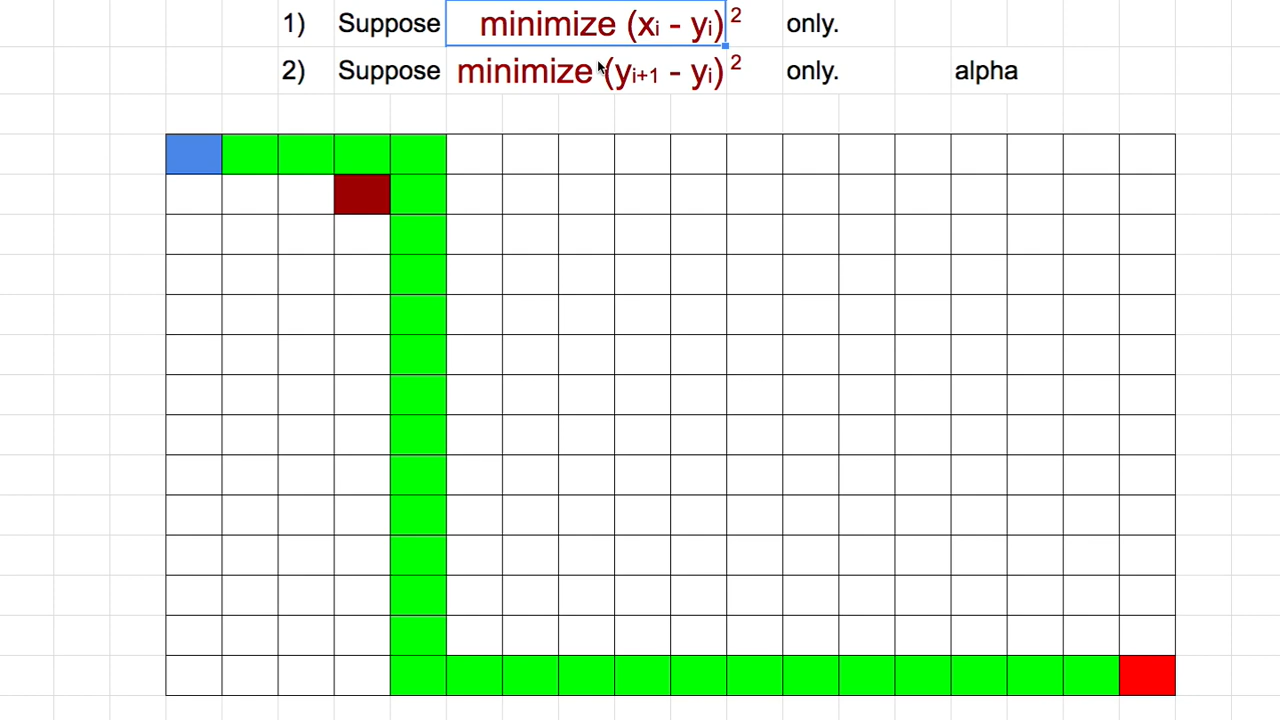 1) Suppose minimize (xi - yi) 2 only.
2) Suppose minimize (yi+1 - yi) 2 only. alpha